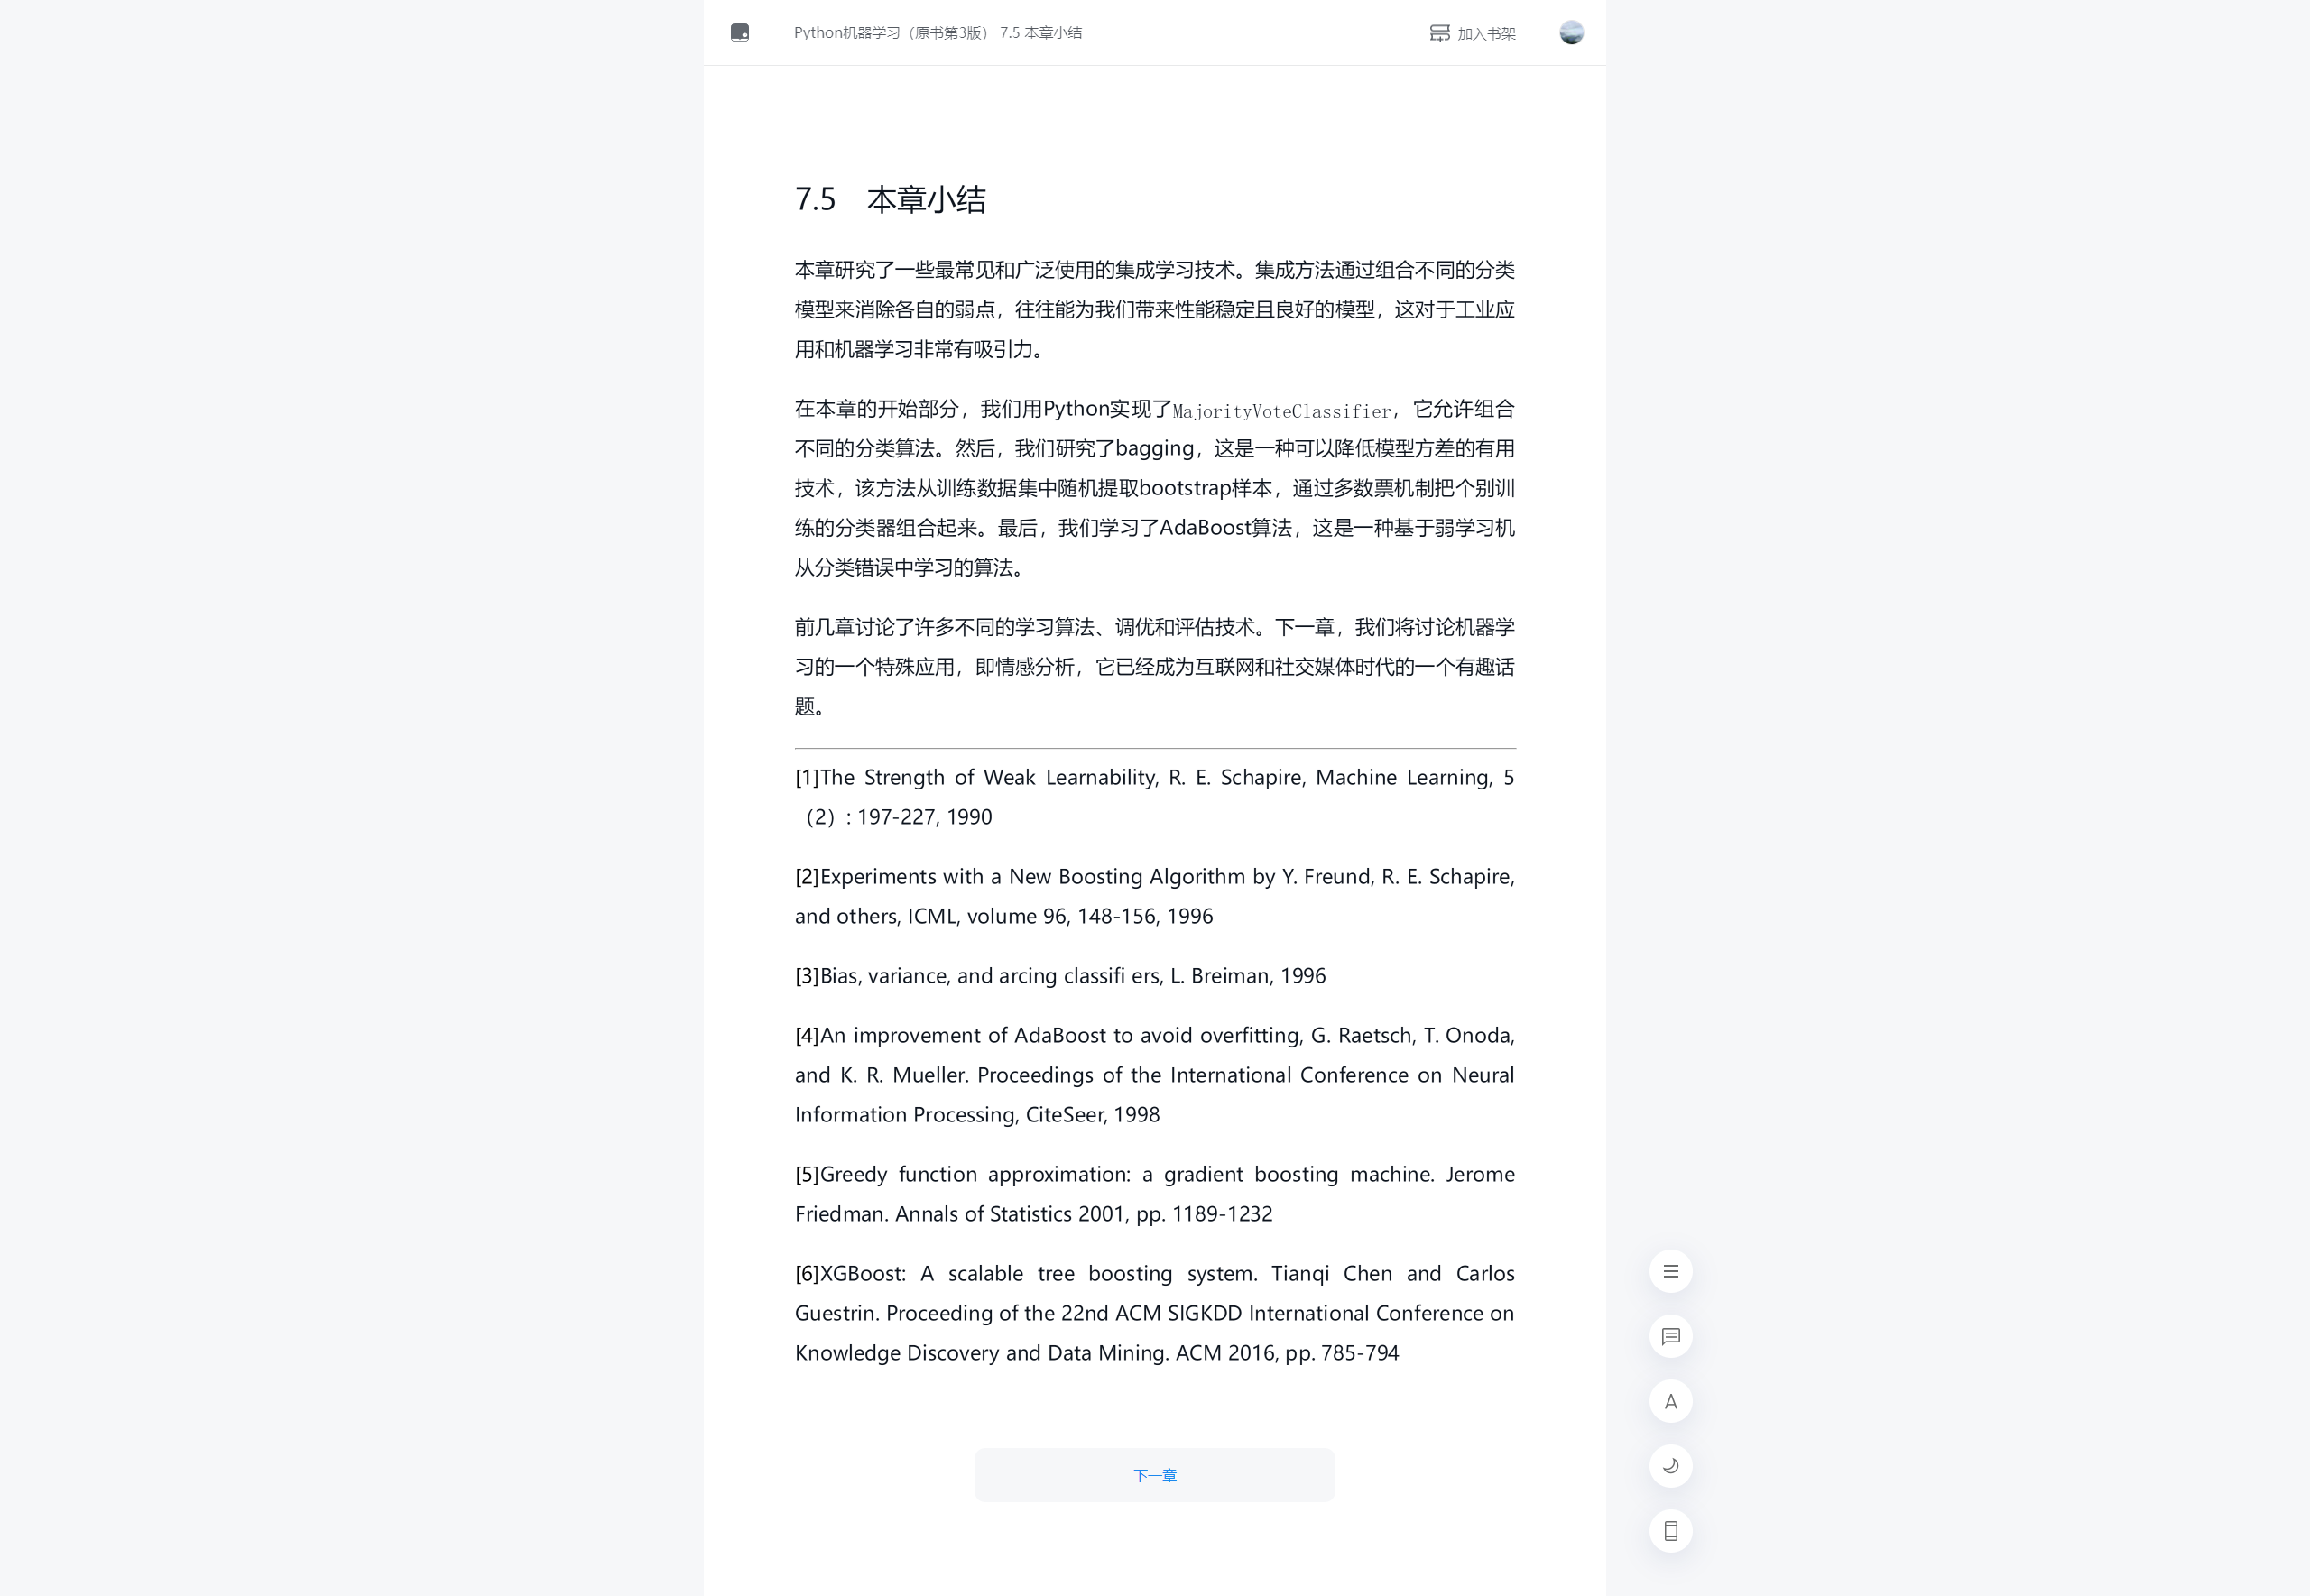 Python机器学习（原书第3版） 7.5 本章小结
加入书架
7.5 本章小结
本章研究了一些最常见和广泛使用的集成学习技术。集成方法通过组合不同的分类
模型来消除各自的弱点，往往能为我们带来性能稳定且良好的模型，这对于工业应
用和机器学习非常有吸引力。
在本章的开始部分，我们用Python实现了MajorityVoteClassifier，它允许组合
不同的分类算法。然后，我们研究了bagging，这是一种可以降低模型方差的有用
技术，该方法从训练数据集中随机提取bootstrap样本，通过多数票机制把个别训
练的分类器组合起来。最后，我们学习了AdaBoost算法，这是一种基于弱学习机
从分类错误中学习的算法。
前几章讨论了许多不同的学习算法、调优和评估技术。下一章，我们将讨论机器学
习的一个特殊应用，即情感分析，它已经成为互联网和社交媒体时代的一个有趣话
题。
[1]The Strength of Weak Learnability, R. E. Schapire, Machine Learning, 5
（2）: 197-227, 1990
[2]Experiments with a New Boosting Algorithm by Y. Freund, R. E. Schapire,
and others, ICML, volume 96, 148-156, 1996
[3]Bias, variance, and arcing classifi ers, L. Breiman, 1996
[4]An improvement of AdaBoost to avoid overfitting, G. Raetsch, T. Onoda,
and K. R. Mueller. Proceedings of the International Conference on Neural
Information Processing, CiteSeer, 1998
[5]Greedy function approximation: a gradient boosting machine. Jerome
Friedman. Annals of Statistics 2001, pp. 1189-1232
[6]XGBoost: A scalable tree boosting system. Tianqi Chen and Carlos
Guestrin. Proceeding of the 22nd ACM SIGKDD International Conference on
Knowledge Discovery and Data Mining. ACM 2016, pp. 785-794
A
下一章